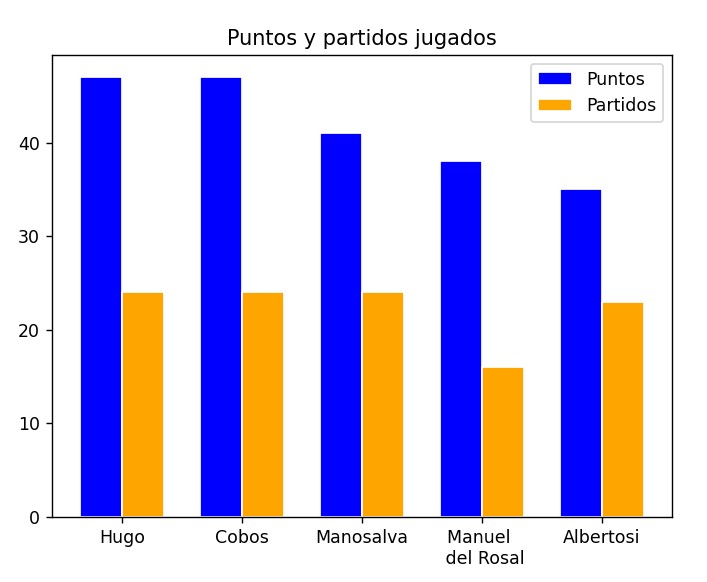 Puntos y partidos jugados
Puntos
Partidos
40
30
20
10
0
Hugo
Cobos
Manosalva
Manuel
del Rosal
Albertosi